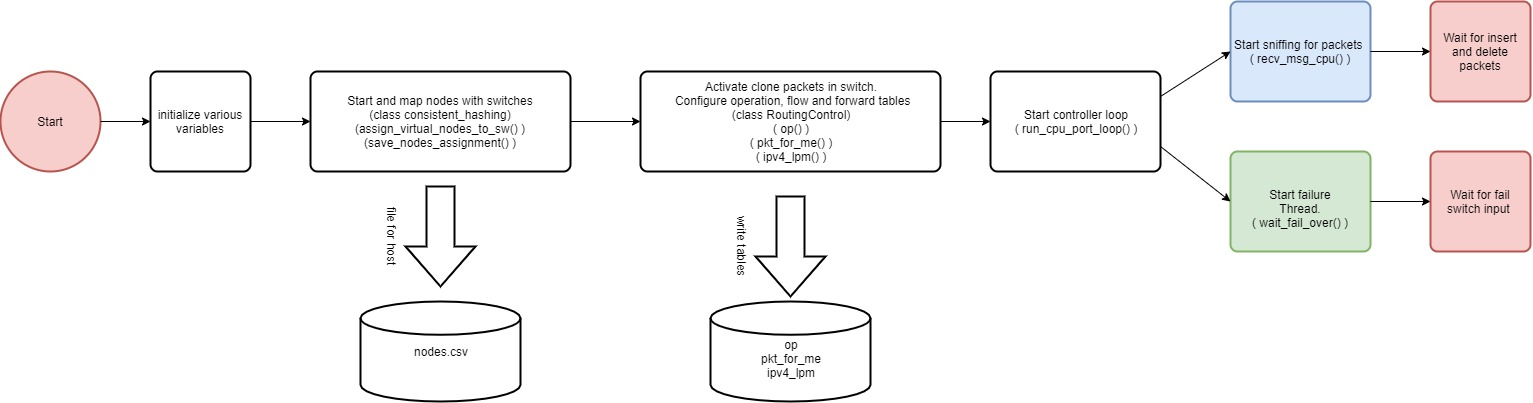 Start
initialize various
variables
Start and map nodes with switches
(class consistent_hashing)
(assign_virtual_nodes_to_sw() )
(save_nodes_assignment() )
Activate clone packets in switch.
Configure operation, flow and forward tables
(class RoutingControl)
( op() )
( pkt_for_me() )
( ipv4_lpm() )
Start controller loop
( run_cpu_port_loop() )
Start sniffing for packets
( recv_msg_cpu() )
Wait for insert
and delete
packets
Start failure
Thread.
( wait_fail_over() )
Wait for fail
switch input
file for host
write tables
nodes.csv
op
pkt_for_me
ipv4_lpm